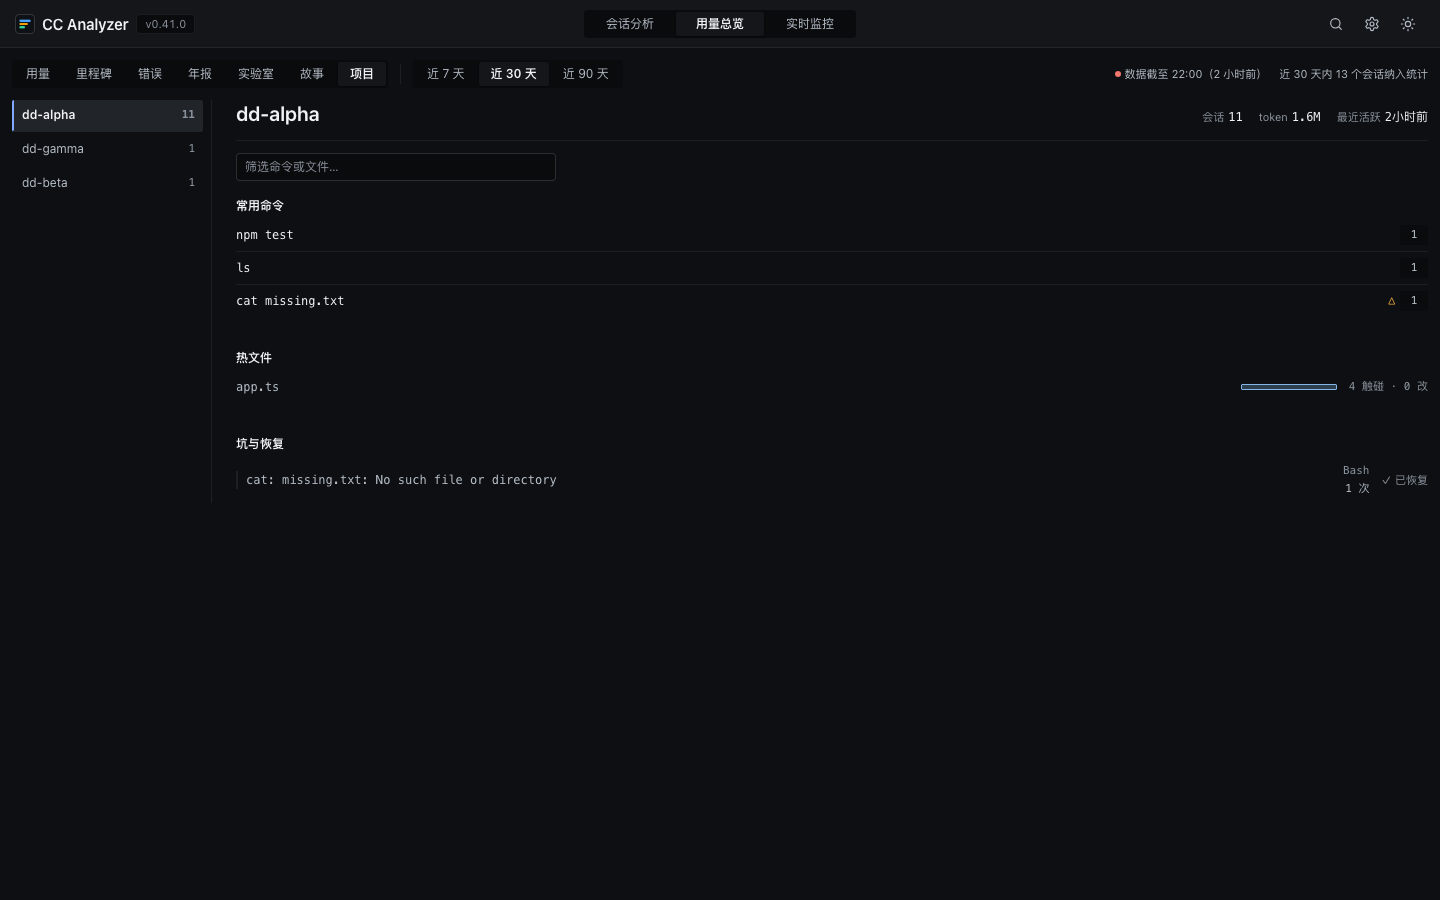 CC Analyzer v0.41.0 会话分析 用量总览 实时监控
用量 里程碑 错误 年报 实验室 故事 项目 近 7 天 近 30 天 近 90 天 数据截至 22:00 (2 小时前) 近 30 天内 13 个会话纳入统计
dd-alpha 11
dd-gamma 1
dd-beta 1
dd-alpha 会话 11 token 1.6M 最近活跃 2小时前
筛选命令或文件...
常用命令
npm test 1
ls 1
cat missing.txt △ 1
热文件
app.ts 4 触碰 · 0 改
坑与恢复
cat: missing.txt: No such file or directory Bash 1 次 ✓ 已恢复